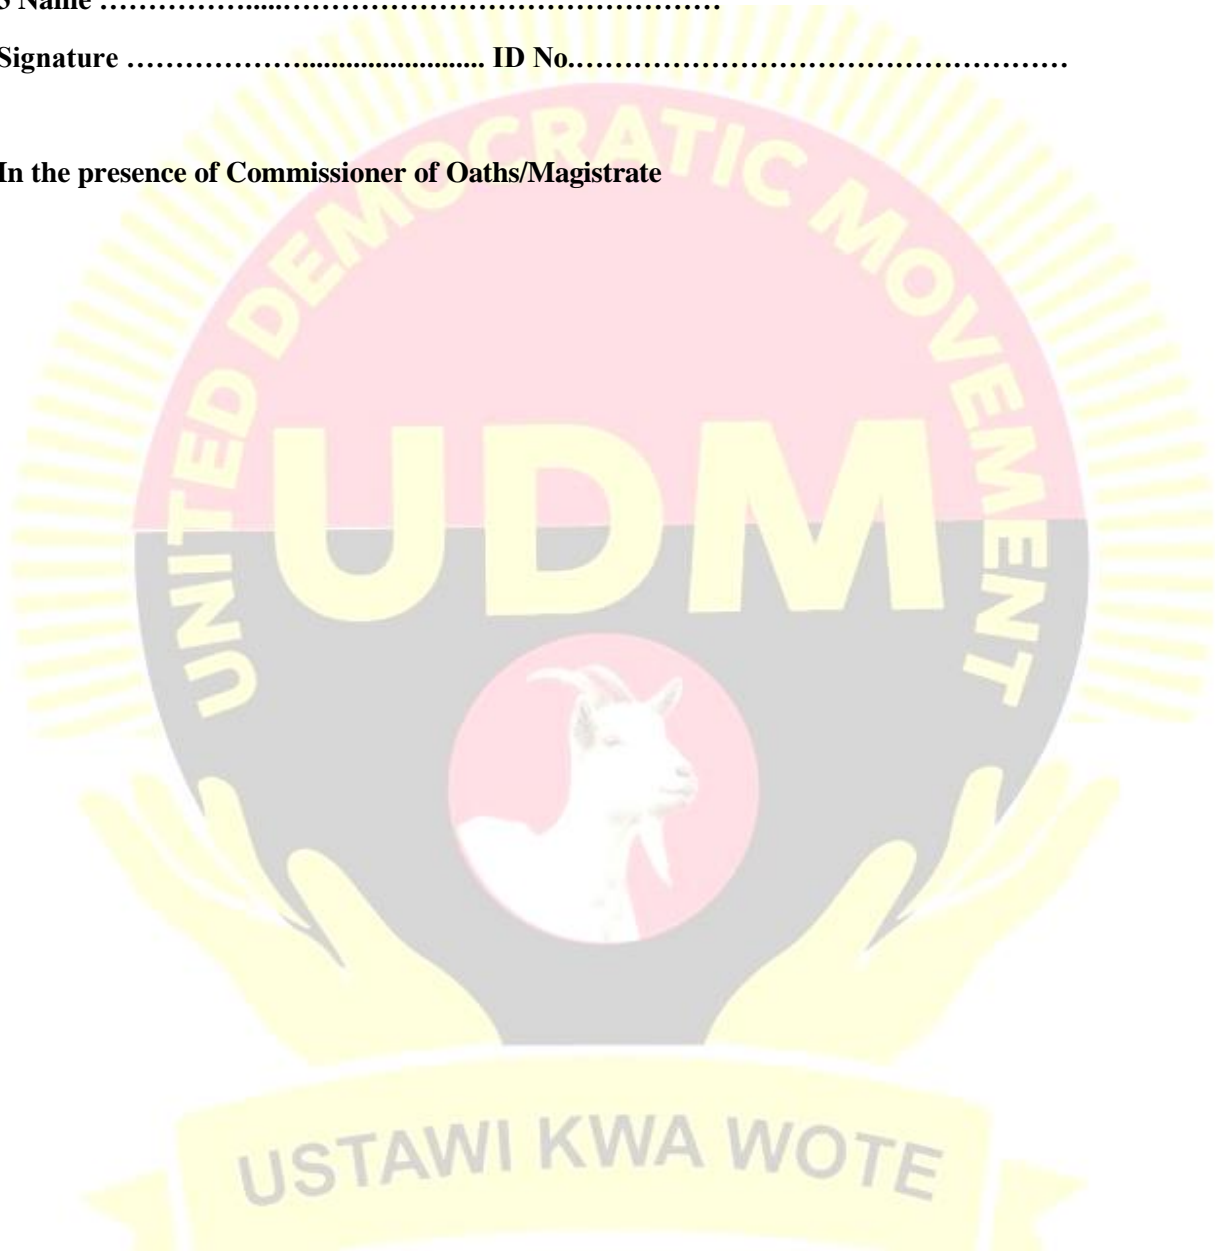 3 Name ……………......…………………………………….
Signature ……………......................... ID No.…………………………………………
In the presence of Commissioner of Oaths/Magistrate
UNITED DEMOCRATIC MOVEMENT
UDM
USTAWI KWA WOTE